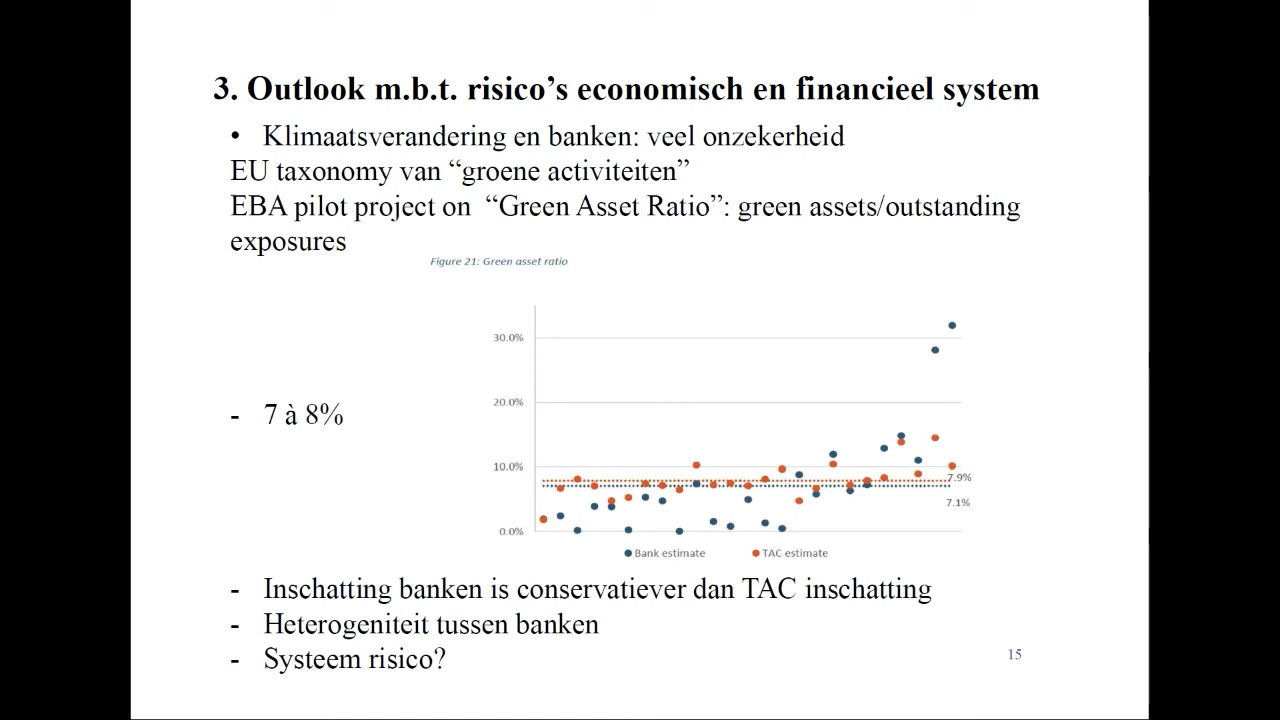 3. Outlook m.b.t. risico’s economisch en financieel system
• Klimaatsverandering en banken: veel onzekerheid
EU taxonomy van “groene activiteiten”
EBA pilot project on “Green Asset Ratio”: green assets/outstanding
exposures
Figure 21: Green asset ratio
30.0%
20.0%
- 7 à 8%
10.0%
7.9%
7.1%
0.0%
Bank estimate
TAC estimate
- Inschatting banken is conservatiever dan TAC inschatting
- Heterogeniteit tussen banken
- Systeem risico?
15